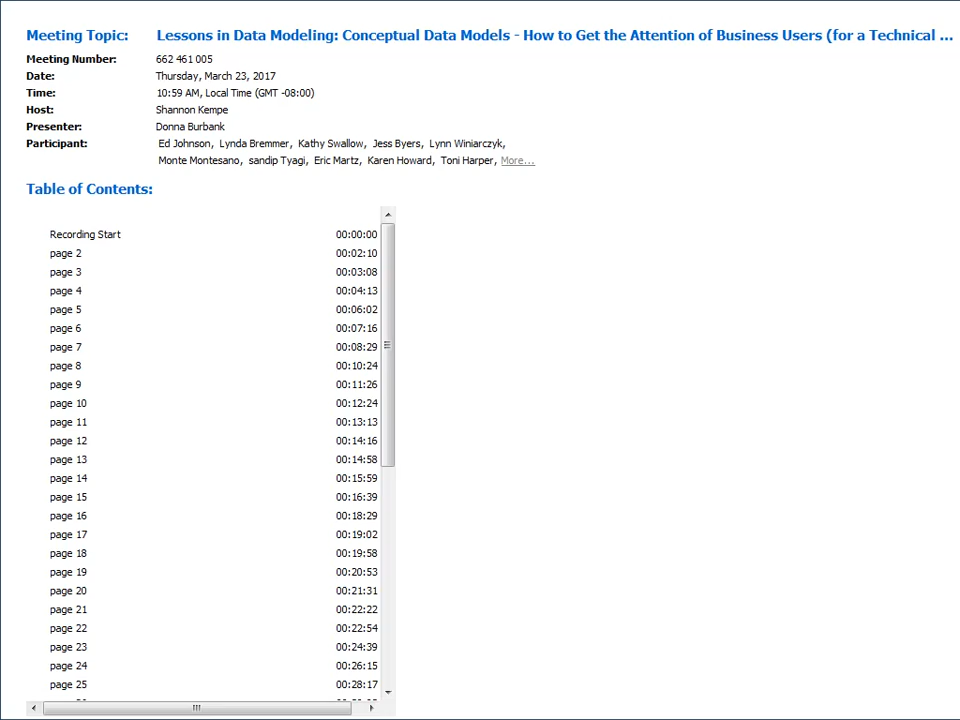 Meeting Topic: Lessons in Data Modeling: Conceptual Data Models - How to Get the Attention of Business Users (for a Technical ...
Meeting Number: 662 461 005
Date: Thursday, March 23, 2017
Time: 10:59 AM, Local Time (GMT -08:00)
Host: Shannon Kempe
Presenter: Donna Burbank
Participant: Ed Johnson, Lynda Bremmer, Kathy Swallow, Jess Byers, Lynn Winiarczyk,
Monte Montesano, sandip Tyagi, Eric Martz, Karen Howard, Toni Harper, More...
Table of Contents:
Recording Start 00:00:00
page 2 00:02:10
page 3 00:03:08
page 4 00:04:13
page 5 00:06:02
page 6 00:07:16
page 7 00:08:29
page 8 00:10:24
page 9 00:11:26
page 10 00:12:24
page 11 00:13:13
page 12 00:14:16
page 13 00:14:58
page 14 00:15:59
page 15 00:16:39
page 16 00:18:29
page 17 00:19:02
page 18 00:19:58
page 19 00:20:53
page 20 00:21:31
page 21 00:22:22
page 22 00:22:54
page 23 00:24:39
page 24 00:26:15
page 25 00:28:17